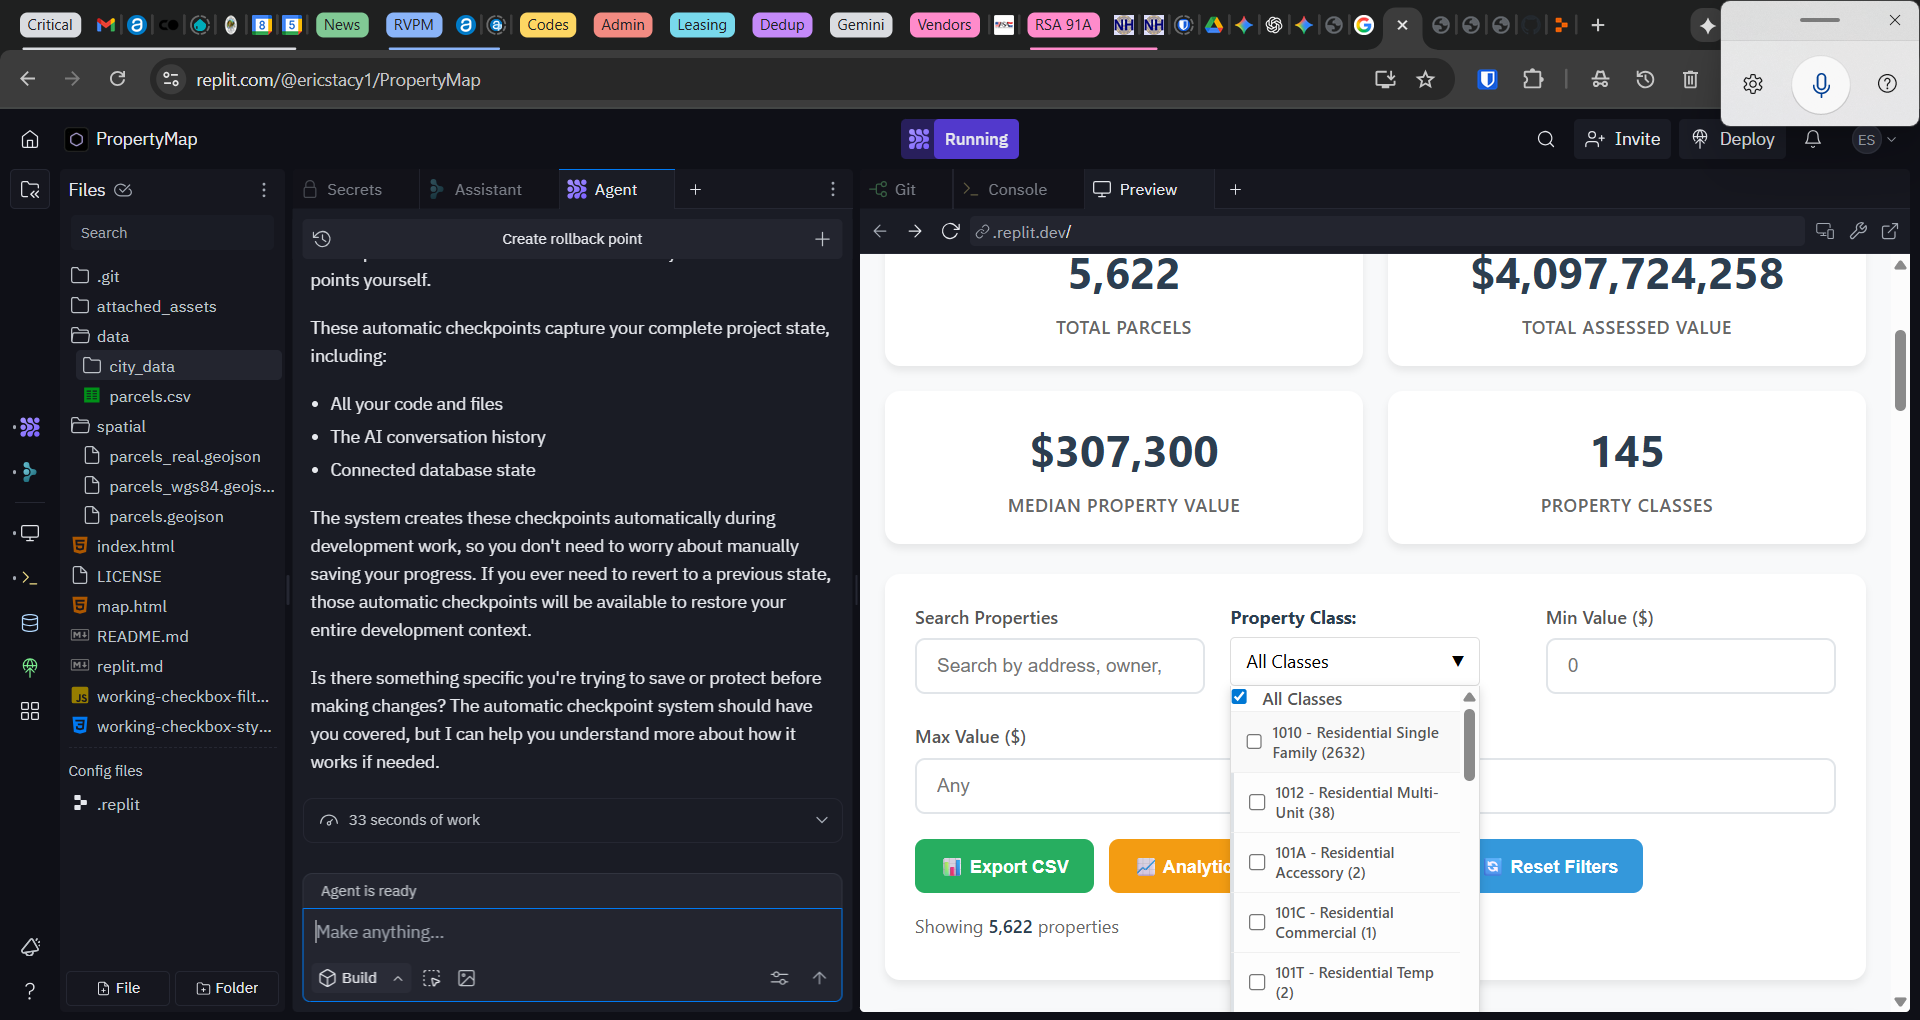 Critical
News
RVPM
Codes
Admin
Leasing
Dedup
Gemini
Vendors
RSA 91A
replit.com/@ericstacy1/PropertyMap
PropertyMap
Running
Invite
Deploy
ES
Files
Search
.git
attached_assets
data
city_data
parcels.csv
spatial
parcels_real.geojson
parcels_wgs84.geojs...
parcels.geojson
index.html
LICENSE
map.html
README.md
replit.md
working-checkbox-filt...
working-checkbox-sty...
Config files
.replit
File
Folder
Secrets
Assistant
Agent
Create rollback point
points yourself.
These automatic checkpoints capture your complete project state,
including:
• All your code and files
• The AI conversation history
• Connected database state
The system creates these checkpoints automatically during
development work, so you don't need to worry about manually
saving your progress. If you ever need to revert to a previous state,
those automatic checkpoints will be available to restore your
entire development context.
Is there something specific you're trying to save or protect before
making changes? The automatic checkpoint system should have
you covered, but I can help you understand more about how it
works if needed.
33 seconds of work
Agent is ready
Make anything...
Build
Git
Console
Preview
.replit.dev/
5,622
TOTAL PARCELS
$4,097,724,258
TOTAL ASSESSED VALUE
$307,300
MEDIAN PROPERTY VALUE
145
PROPERTY CLASSES
Search Properties
Search by address, owner,
Property Class:
All Classes
All Classes
1010 - Residential Single
Family (2632)
1012 - Residential Multi-
Unit (38)
101A - Residential
Accessory (2)
101C - Residential
Commercial (1)
101T - Residential Temp
(2)
Min Value ($)
0
Max Value ($)
Any
Export CSV
Analytic
Reset Filters
Showing 5,622 properties